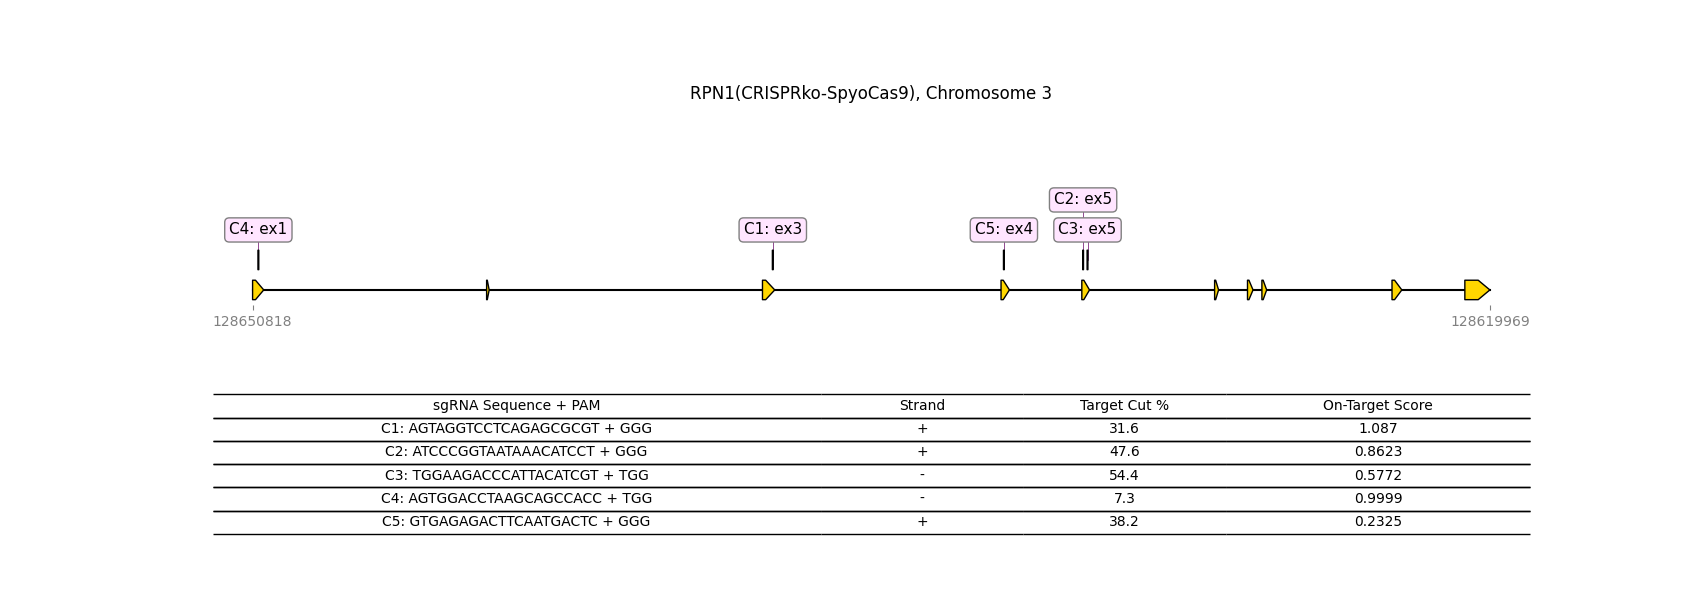 RPN1(CRISPRko-SpyoCas9), Chromosome 3
C2: ex5
C4: ex1 C1: ex3 C5: ex4 C3: ex5
128650818 128619969
sgRNA Sequence + PAM Strand Target Cut % On-Target Score
C1: AGTAGGTCCTCAGAGCGCGT + GGG + 31.6 1.087
C2: ATCCCGGTAATAAACATCCT + GGG + 47.6 0.8623
C3: TGGAAGACCCATTACATCGT + TGG - 54.4 0.5772
C4: AGTGGACCTAAGCAGCCACC + TGG - 7.3 0.9999
C5: GTGAGAGACTTCAATGACTC + GGG + 38.2 0.2325